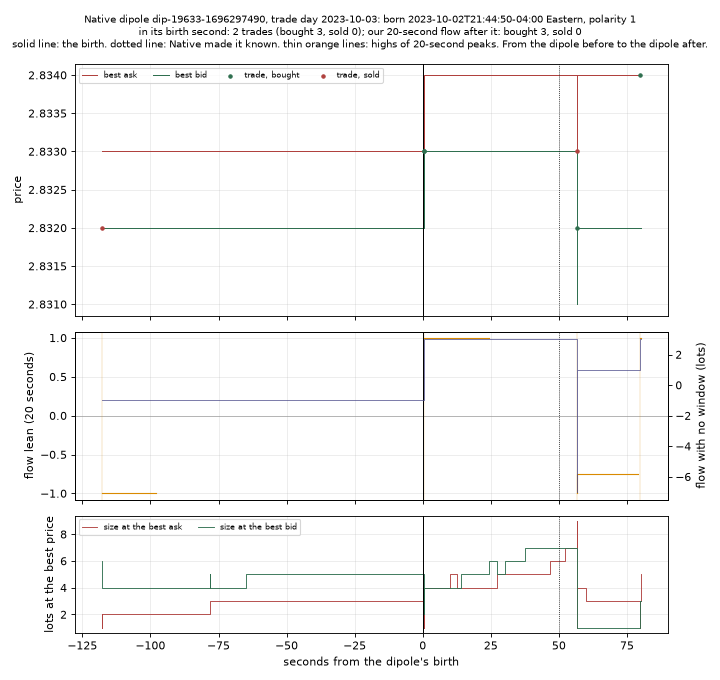 Native dipole dip-19633-1696297490, trade day 2023-10-03: born 2023-10-02T21:44:50-04:00 Eastern, polarity 1
in its birth second: 2 trades (bought 3, sold 0); our 20-second flow after it: bought 3, sold 0
solid line: the birth. dotted line: Native made it known. thin orange lines: highs of 20-second peaks. From the dipole before to the dipole after.
best ask best bid trade, bought trade, sold
2.8340
2.8335
2.8330
2.8325
2.8320
2.8315
2.8310
price
1.0
0.5
0.0
−0.5
−1.0
flow lean (20 seconds)
2
0
−2
−4
−6
flow with no window (lots)
size at the best ask size at the best bid
8
6
4
2
lots at the best price
−125 −100 −75 −50 −25 0 25 50 75
seconds from the dipole's birth